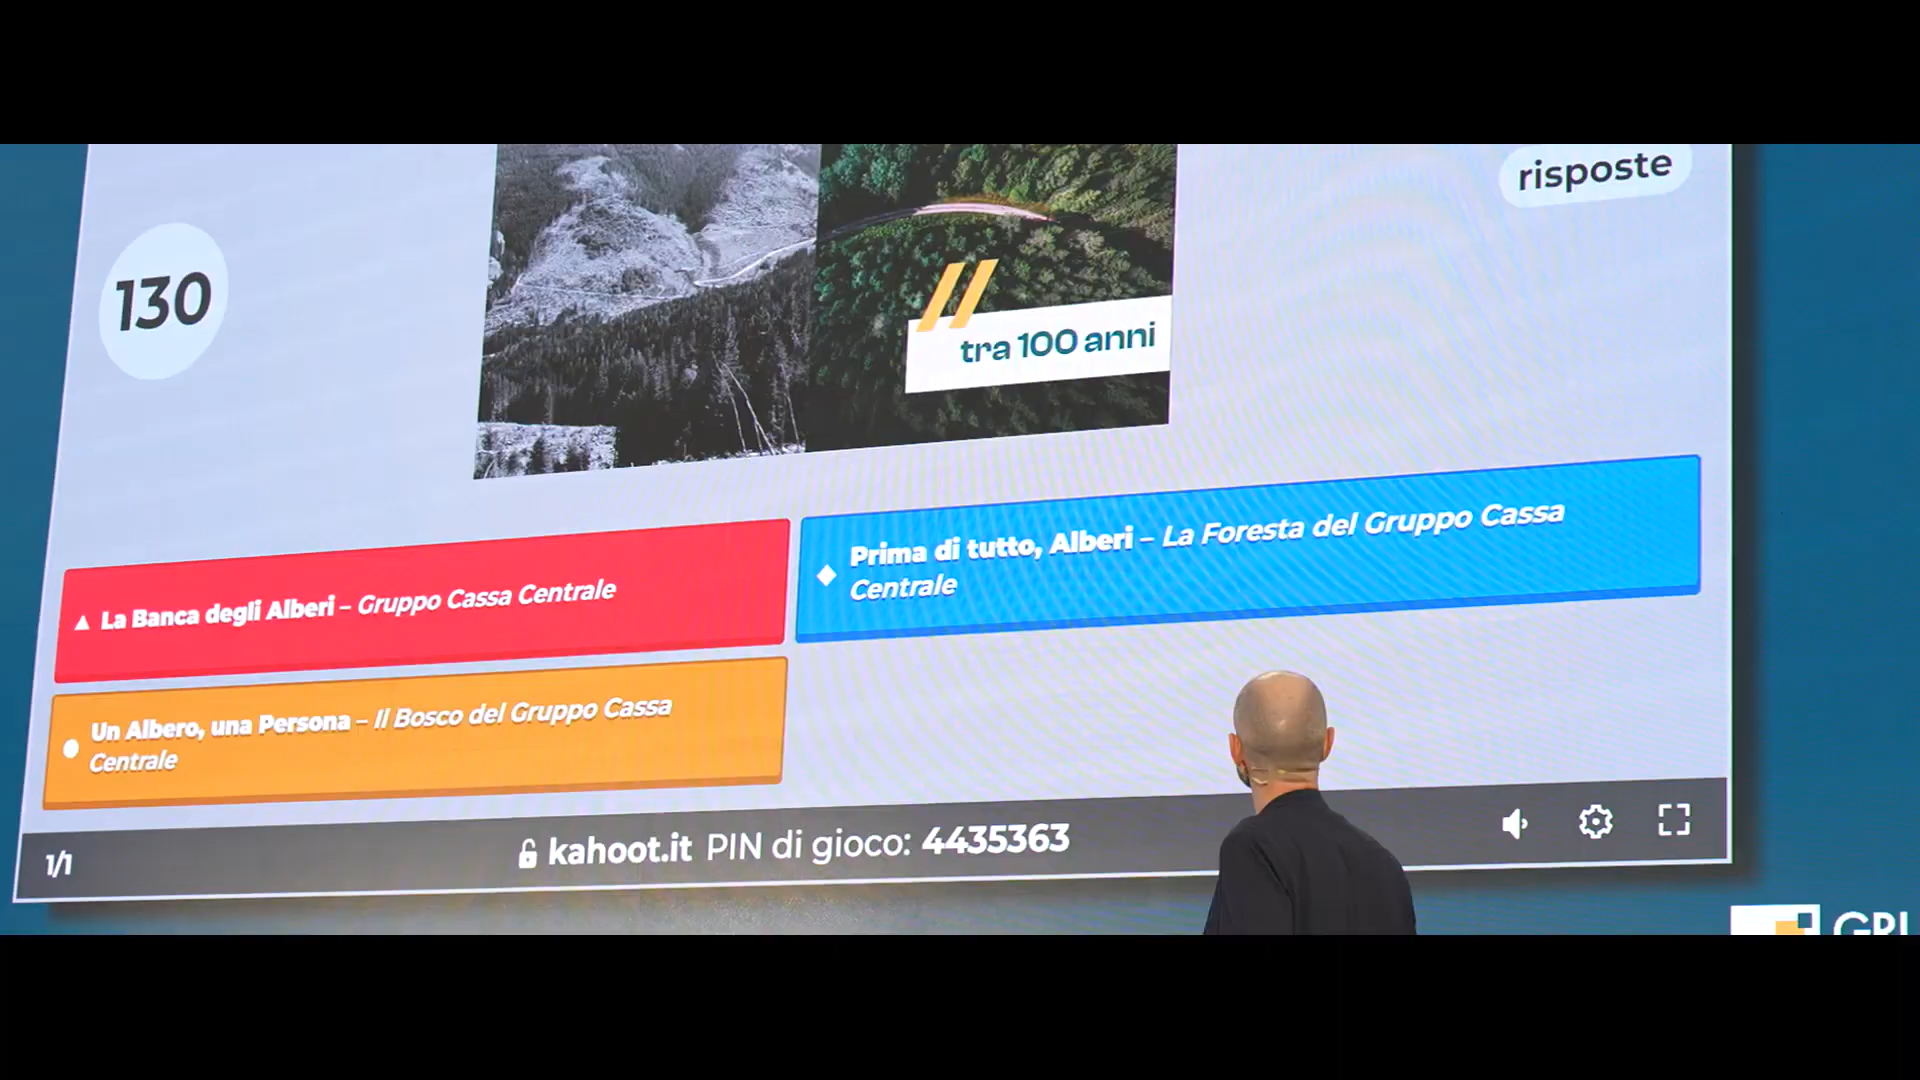 risposte
130
tra 100 anni
La Banca degli Alberi – Gruppo Cassa Centrale
Prima di tutto, Alberi – La Foresta del Gruppo Cassa
Centrale
Un Albero, una Persona – Il Bosco del Gruppo Cassa
Centrale
1/1
kahoot.it PIN di gioco: 4435363